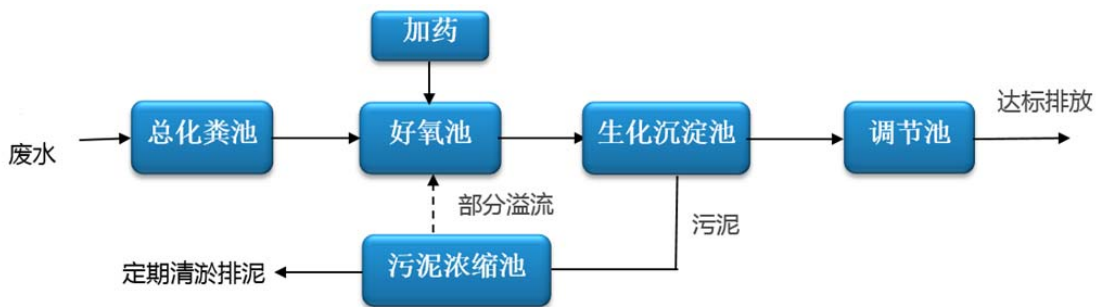 加药
废水
总化粪池
好氧池
生化沉淀池
调节池
达标排放
部分溢流
污泥
定期清淤排泥
污泥浓缩池